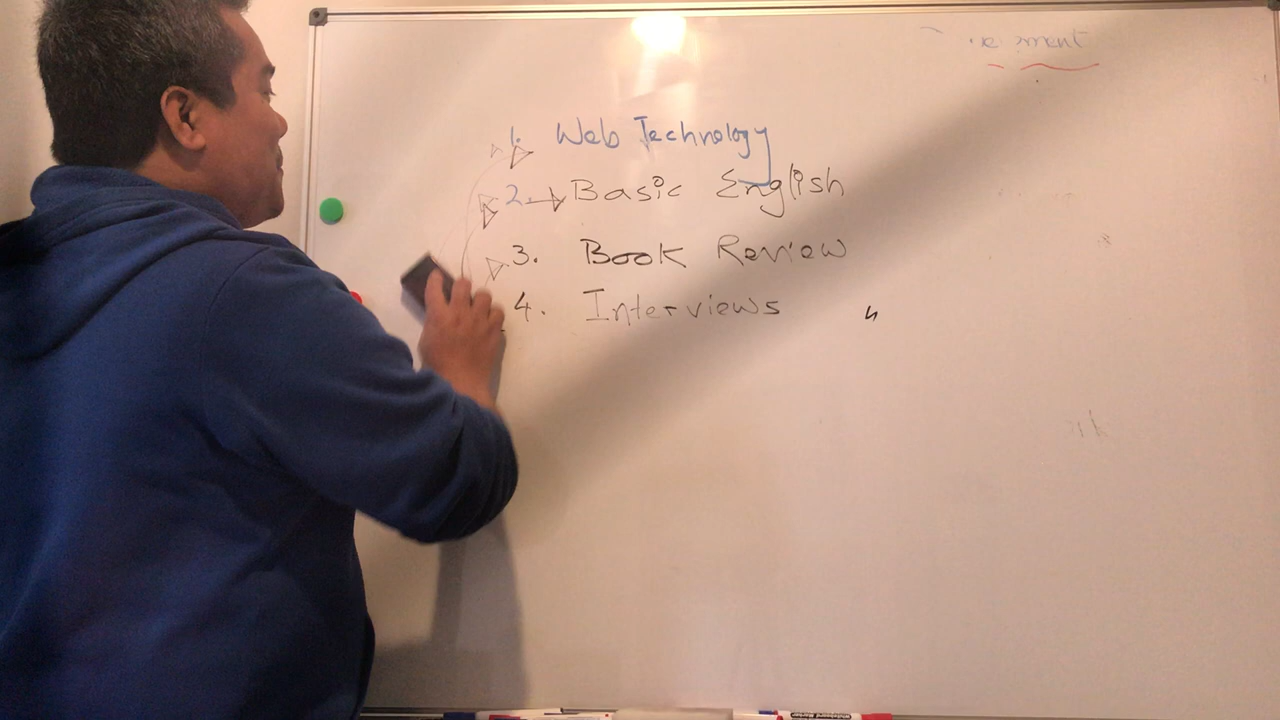 1. Web Technology
2. Basic English
3. Book Review
4. Interviews